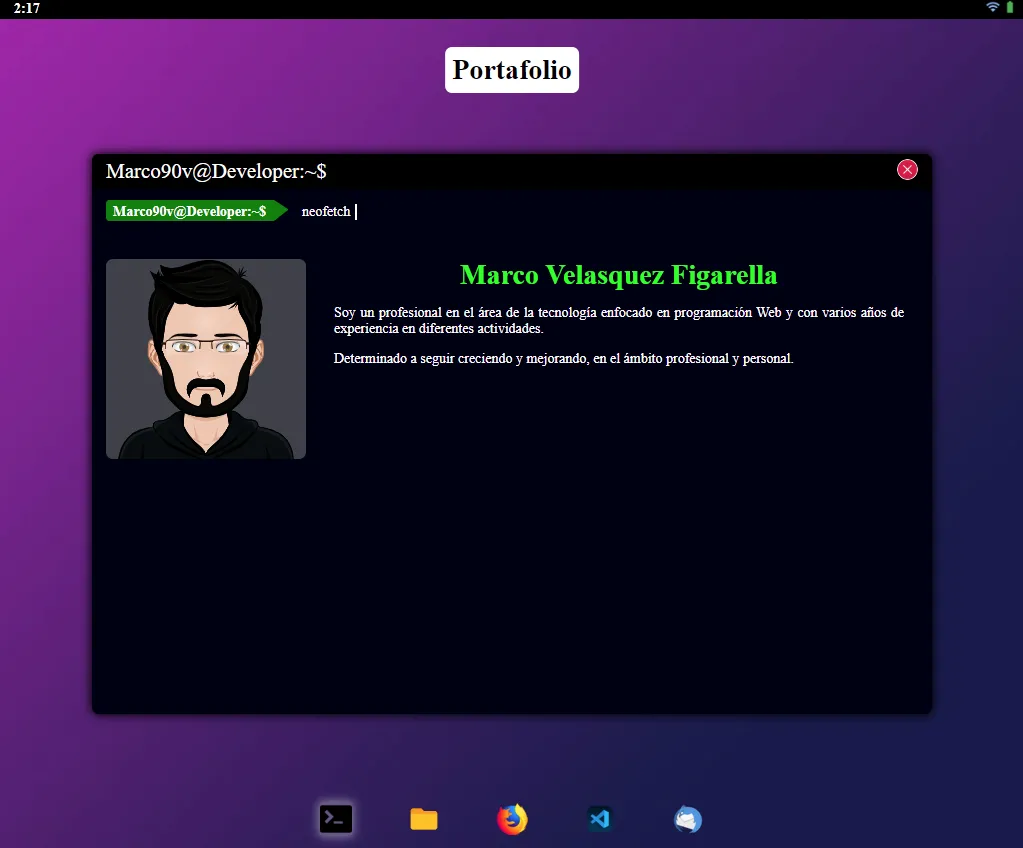 2:17
Portafolio
Marco90v@Developer:~$
Marco90v@Developer:~$ neofetch
Marco Velasquez Figarella
Soy un profesional en el área de la tecnología enfocado en programación Web y con varios años de
experiencia en diferentes actividades.
Determinado a seguir creciendo y mejorando, en el ámbito profesional y personal.